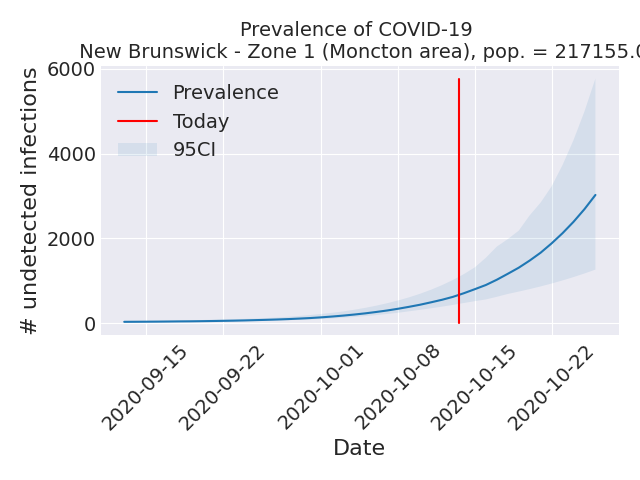 Prevalence of COVID-19
New Brunswick - Zone 1 (Moncton area), pop. = 217155.0
# undetected infections
6000
4000
2000
0
Prevalence
Today
95CI
2020-09-15
2020-09-22
2020-10-01
2020-10-08
2020-10-15
2020-10-22
Date